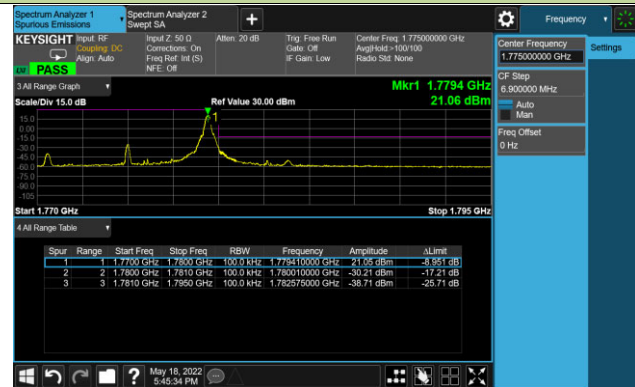 Spectrum Analyzer 1
Spurious Emissions
Spectrum Analyzer 2
Swept SA
Frequency
KEYSIGHT
Input: RF
Coupling: DC
Align: Auto
Input Z: 50 Ω
Corrections: On
Freq Ref: Int (S)
NFE: Off
Atten: 20 dB
Trig: Free Run
Gate: Off
IF Gain: Low
Center Freq: 1.775000000 GHz
Avg|Hold:>100/100
Radio Std: None
LXI
PASS
Center Frequency
1.775000000 GHz
Settings
CF Step
6.900000 MHz
Auto
Man
Freq Offset
0 Hz
3 All Range Graph
Mkr1 1.7794 GHz
Scale/Div 15.0 dB
Ref Value 30.00 dBm
21.06 dBm
1
15.0
0.00
-15.0
-30.0
-45.0
-60.0
-75.0
-90.0
-105
Start 1.770 GHz
Stop 1.795 GHz
4 All Range Table
Spur Range Start Freq Stop Freq RBW Frequency Amplitude ΔLimit
1 1 1.7700 GHz 1.7800 GHz 100.0 kHz 1.779410000 GHz 21.05 dBm -8.951 dB
2 2 1.7800 GHz 1.7810 GHz 100.0 kHz 1.780010000 GHz -30.21 dBm -17.21 dB
3 3 1.7810 GHz 1.7950 GHz 100.0 kHz 1.782575000 GHz -38.71 dBm -25.71 dB
May 18, 2022
5:45:34 PM